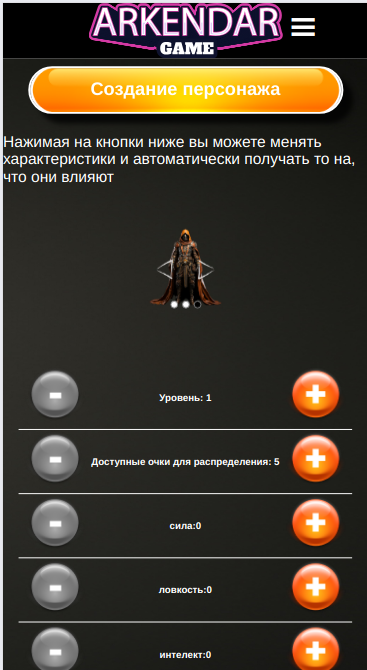 ARKENDAR
GAME
Создание персонажа
Нажимая на кнопки ниже вы можете менять
характеристики и автоматически получать то на,
что они влияют
Уровень: 1
Доступные очки для распределения: 5
сила:0
ловкость:0
интелект:0